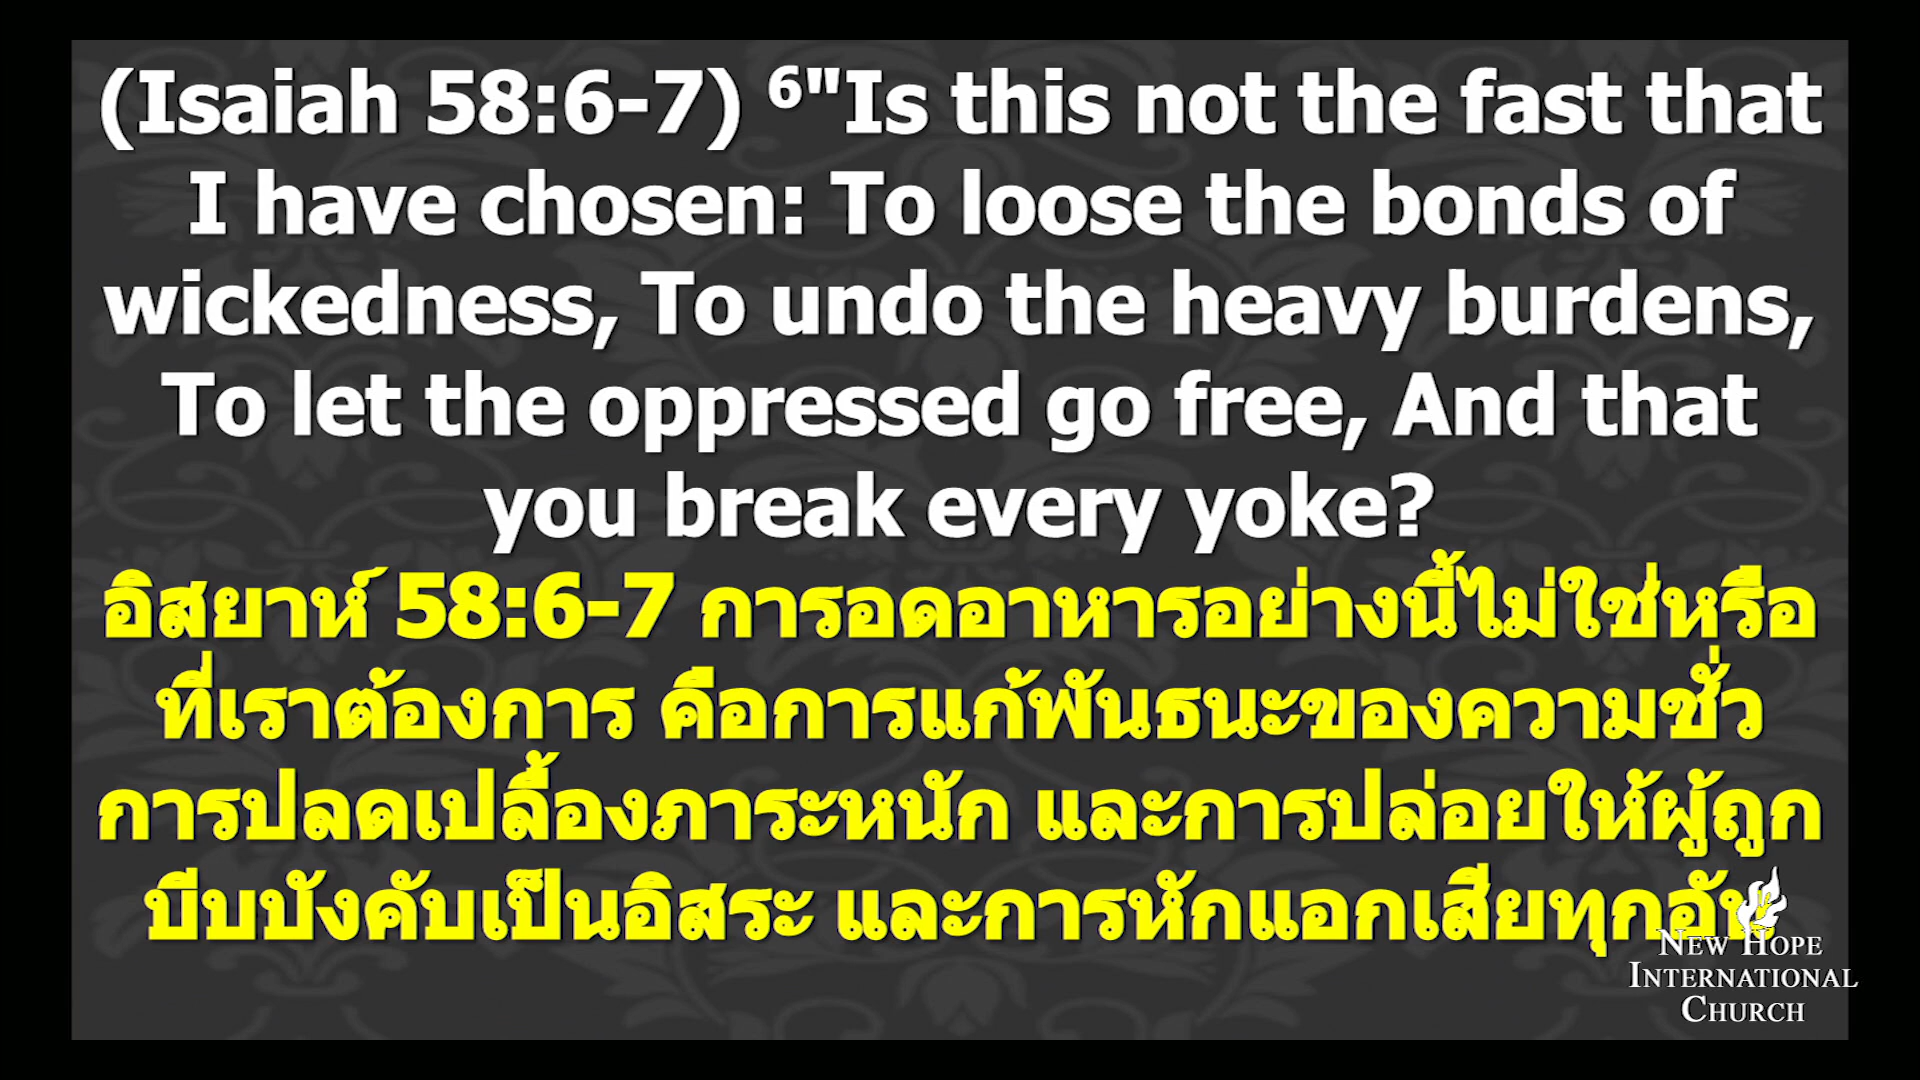 (Isaiah 58:6-7) ⁶"Is this not the fast that
I have chosen: To loose the bonds of
wickedness, To undo the heavy burdens,
To let the oppressed go free, And that
you break every yoke?
อิสยาห์ 58:6-7 การอดอาหารอย่างนี้ไม่ใช่หรือ
ที่เราต้องการ คือการแก้พันธนะของความชั่ว
การปลดเปลื้องภาระหนัก และการปล่อยให้ผู้ถูก
บีบบังคับเป็นอิสระ และการหักแอกเสียทุกอัน
NEW HOPE
INTERNATIONAL
CHURCH